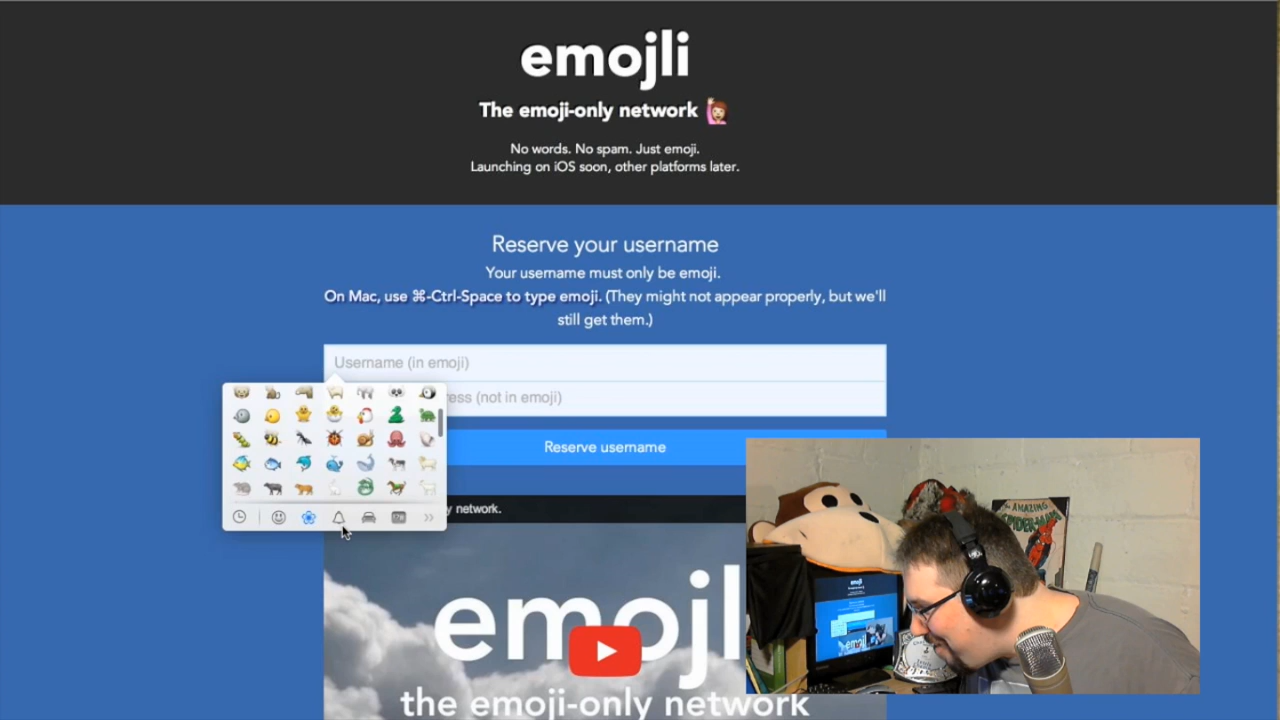 emojli
The emoji-only network
No words. No spam. Just emoji.
Launching on iOS soon, other platforms later.
Reserve your username
Your username must only be emoji.
On Mac, use ⌘-Ctrl-Space to type emoji. (They might not appear properly, but we'll
still get them.)
Username (in emoji)
(not in emoji)
Reserve username
network.
emojl
the emoji-only network
AMAZING
SPIDER-MAN
emojli